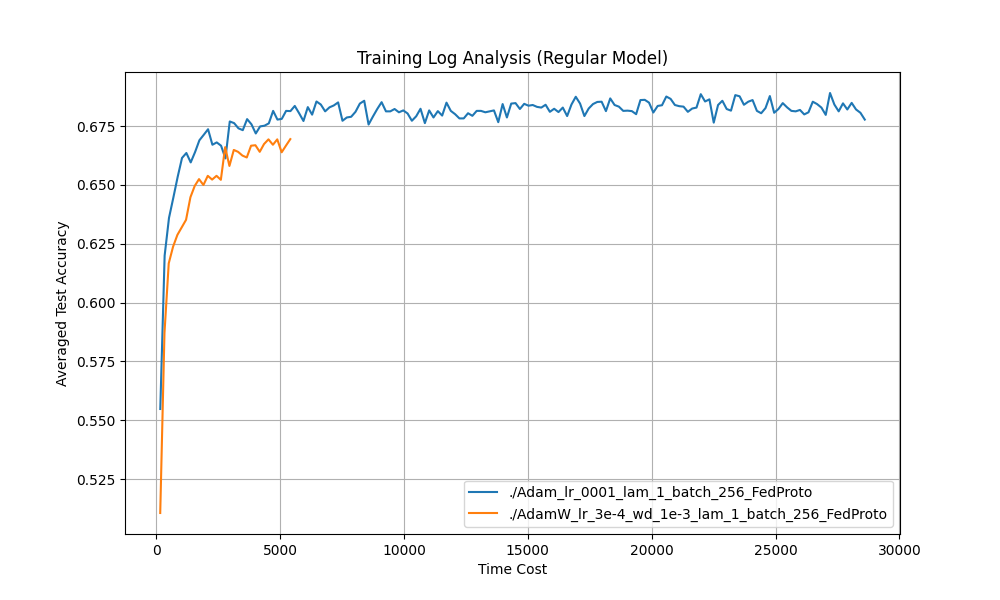 Training Log Analysis (Regular Model)
Averaged Test Accuracy
0.675
0.650
0.625
0.600
0.575
0.550
0.525
./Adam_lr_0001_lam_1_batch_256_FedProto
./AdamW_lr_3e-4_wd_1e-3_lam_1_batch_256_FedProto
0 5000 10000 15000 20000 25000 30000
Time Cost